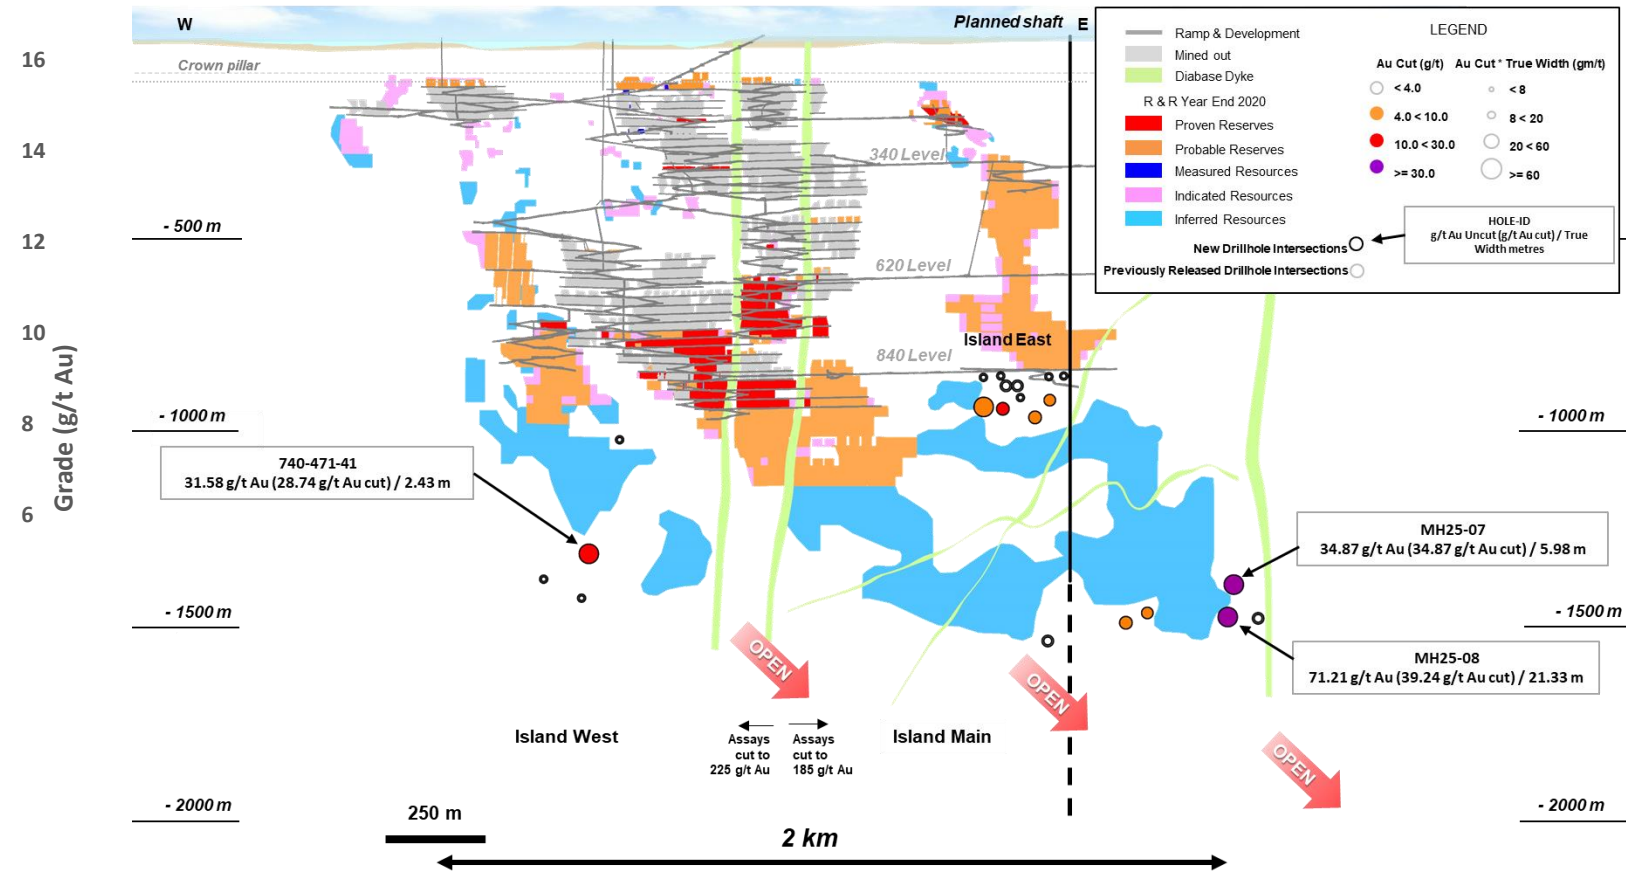 W
Planned shaft
E
Crown pillar
340 Level
620 Level
840 Level
Island East
16
14
12
10
8
6
Grade (g/t Au)
- 500 m
- 1000 m
- 1000 m
- 1500 m
- 1500 m
- 2000 m
- 2000 m
LEGEND
Ramp & Development
Mined out
Diabase Dyke
R & R Year End 2020
Proven Reserves
Probable Reserves
Measured Resources
Indicated Resources
Inferred Resources
Au Cut (g/t)
< 4.0
4.0 < 10.0
10.0 < 30.0
>= 30.0
Au Cut * True Width (gm/t)
< 8
8 < 20
20 < 60
>= 60
HOLE-ID
g/t Au Uncut (g/t Au cut) / True
Width metres
New Drillhole Intersections
Previously Released Drillhole Intersections
740-471-41
31.58 g/t Au (28.74 g/t Au cut) / 2.43 m
MH25-07
34.87 g/t Au (34.87 g/t Au cut) / 5.98 m
MH25-08
71.21 g/t Au (39.24 g/t Au cut) / 21.33 m
OPEN
OPEN
OPEN
Island West
Assays
cut to
225 g/t Au
Assays
cut to
185 g/t Au
Island Main
250 m
2 km